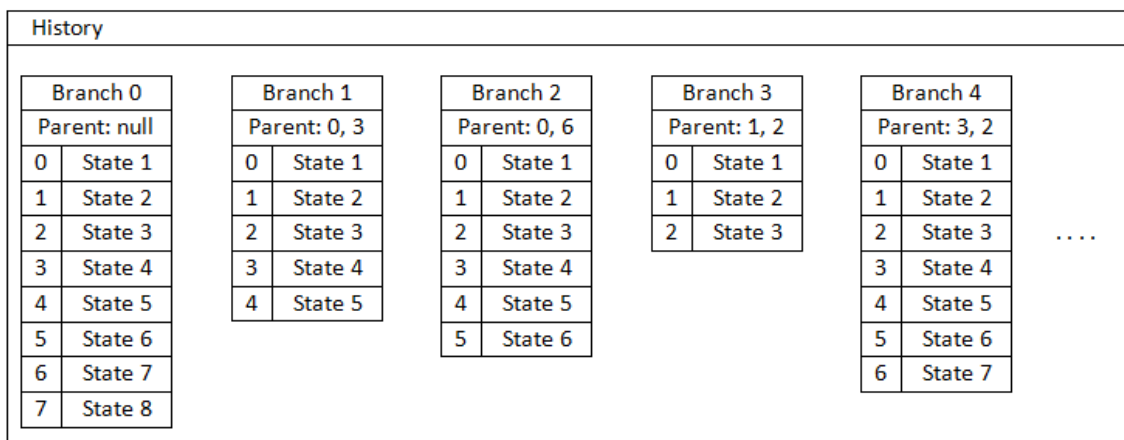 History
Branch 0 Branch 1 Branch 2 Branch 3 Branch 4
Parent: null Parent: 0, 3 Parent: 0, 6 Parent: 1, 2 Parent: 3, 2
0 State 1 0 State 1 0 State 1 0 State 1 0 State 1
1 State 2 1 State 2 1 State 2 1 State 2 1 State 2
2 State 3 2 State 3 2 State 3 2 State 3 2 State 3 ....
3 State 4 3 State 4 3 State 4 3 State 4
4 State 5 4 State 5 4 State 5 4 State 5
5 State 6 5 State 6 5 State 6
6 State 7 6 State 7
7 State 8